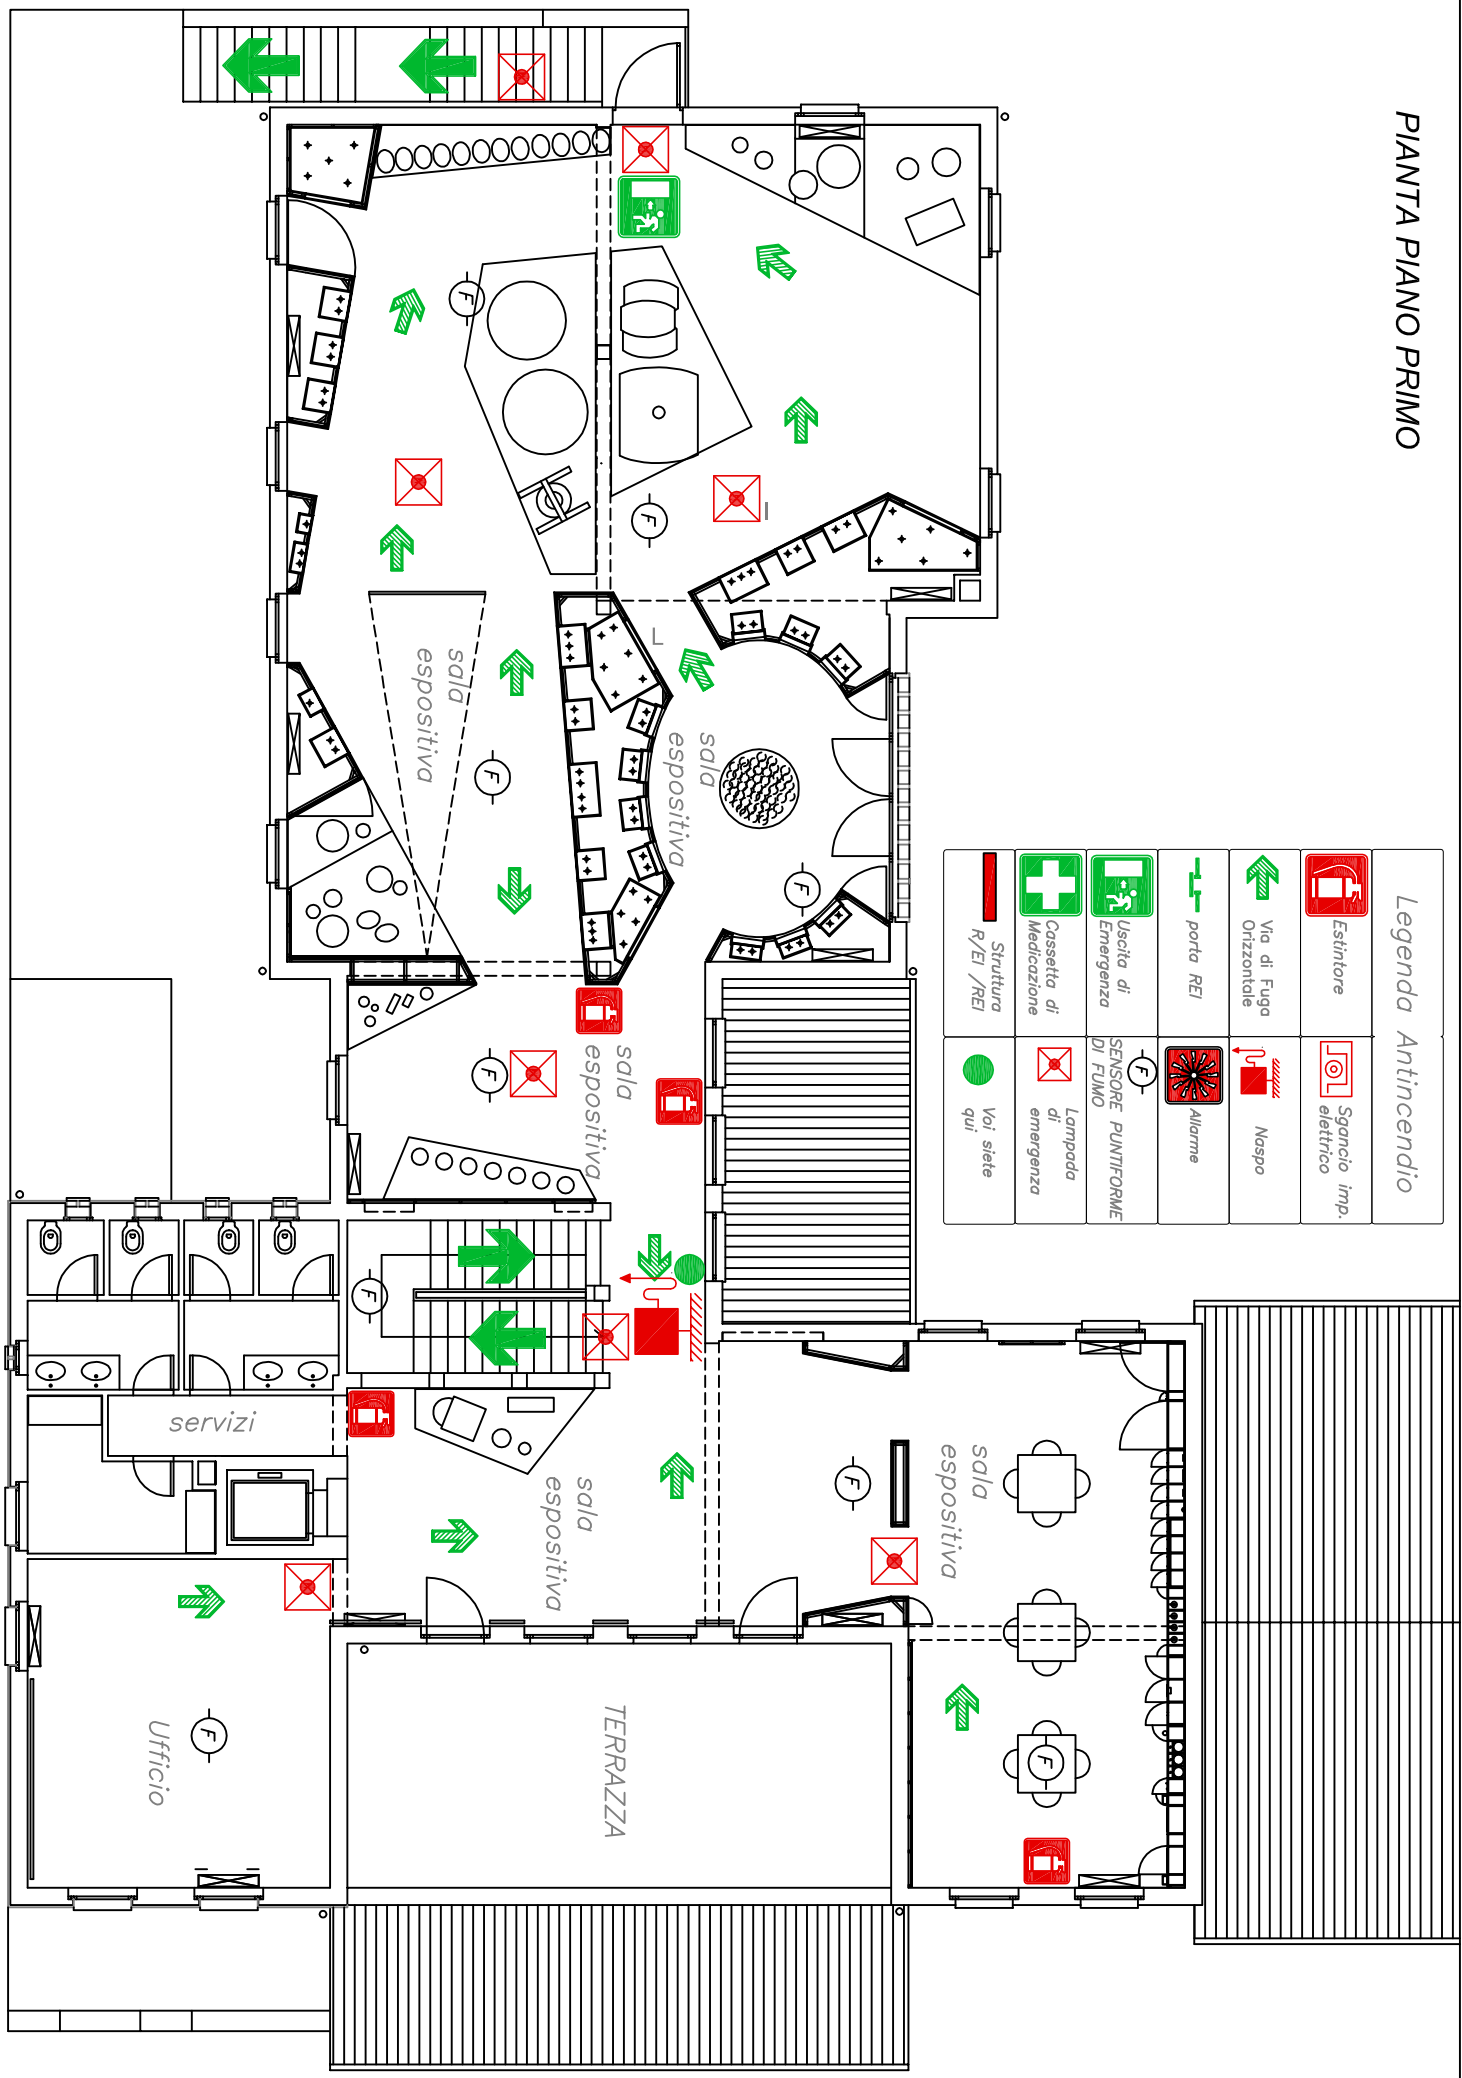 PIANTA PIANO PRIMO
Legenda Antincendio
Estintore
Sgancio imp.
elettrico
Via di Fuga
Orizzontale
Naspo
porta REI
Allarme
Uscita di
Emergenza
SENSORE PUNTIFORME
DI FUMO
F
Cassetta di
Medicazione
Lampada
di
emergenza
Struttura
R/EI /REI
Voi siete
qui
sala
espositiva
F
F
F
sala
espositiva
F
L
sala
espositiva
F
F
sala
espositiva
F
sala
espositiva
F
servizi
Ufficio
F
TERRAZZA
F